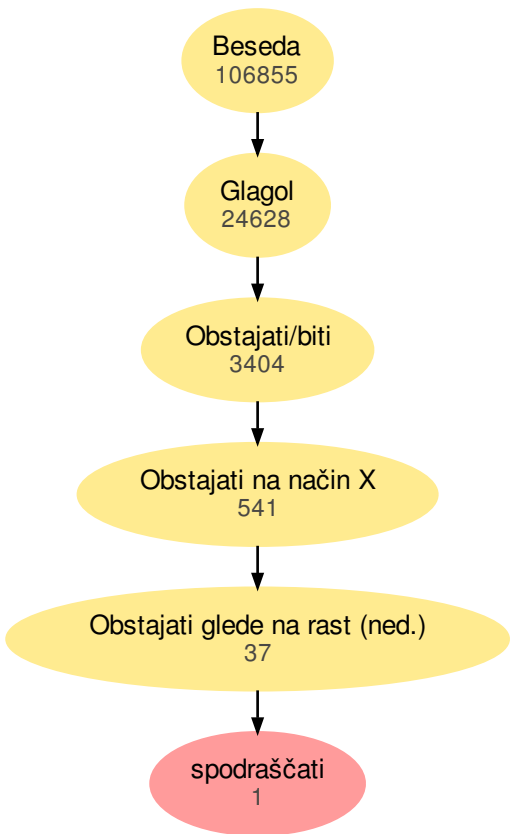 Beseda
106855
Glagol
24628
Obstajati/biti
3404
Obstajati na način X
541
Obstajati glede na rast (ned.)
37
spodraščati
1